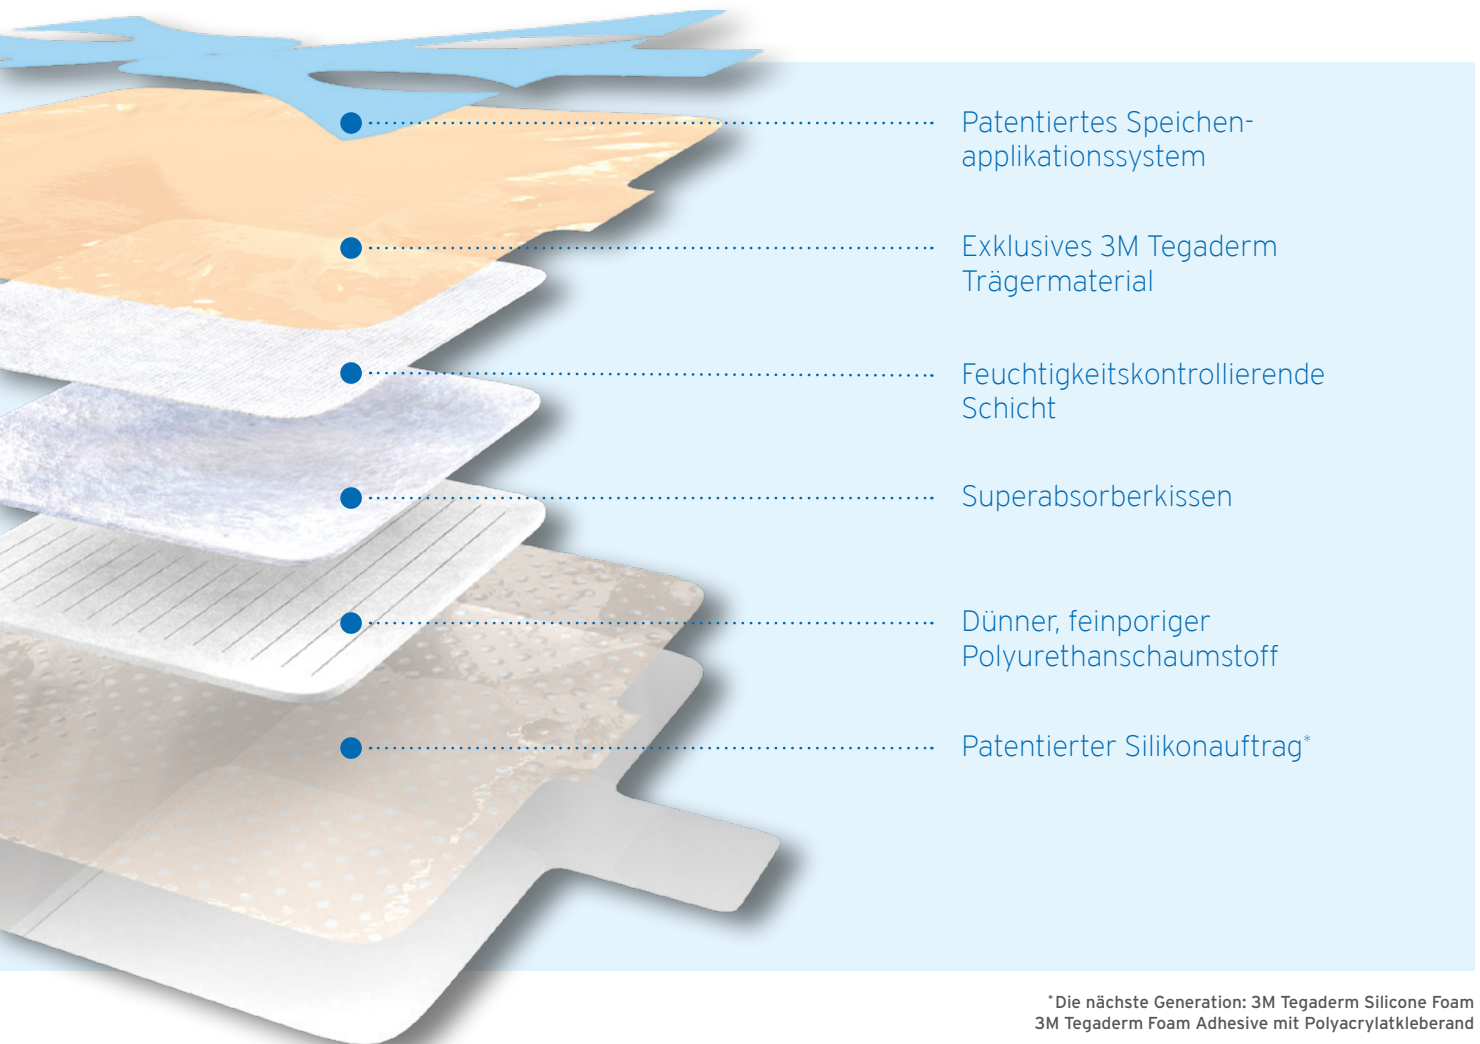 Patentiertes Speichen-
applikationssystem
Exklusives 3M Tegaderm
Trägermaterial
Feuchtigkeitskontrollierende
Schicht
Superabsorberkissen
Dünner, feinporiger
Polyurethanschaumstoff
Patentierter Silikonauftrag*
*Die nächste Generation: 3M Tegaderm Silicone Foam
3M Tegaderm Foam Adhesive mit Polyacrylatkleberand